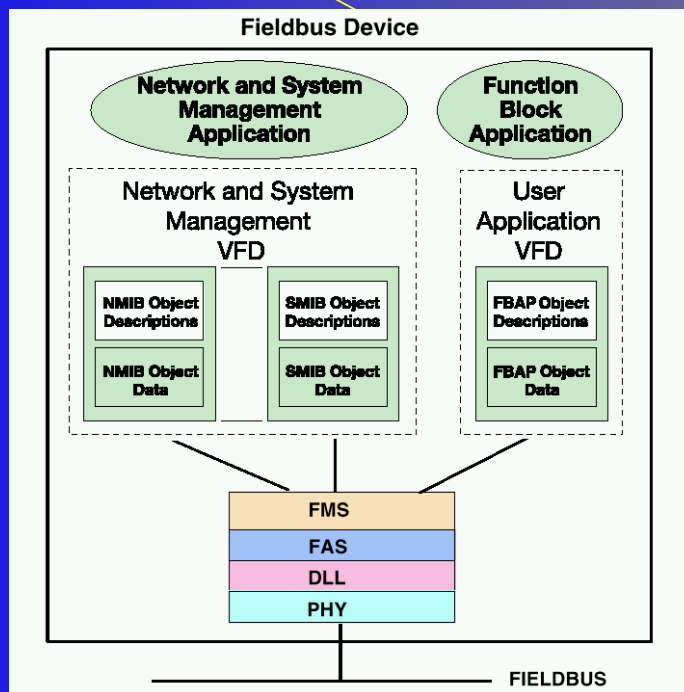 Fieldbus Device
Network and System
Management
Application
Function
Block
Application
Network and System
Management
VFD
User
Application
VFD
NMIB Object
Descriptions
SMIB Object
Descriptions
FBAP Object
Descriptions
NMIB Object
Data
SMIB Object
Data
FBAP Object
Data
FMS
FAS
DLL
PHY
FIELDBUS